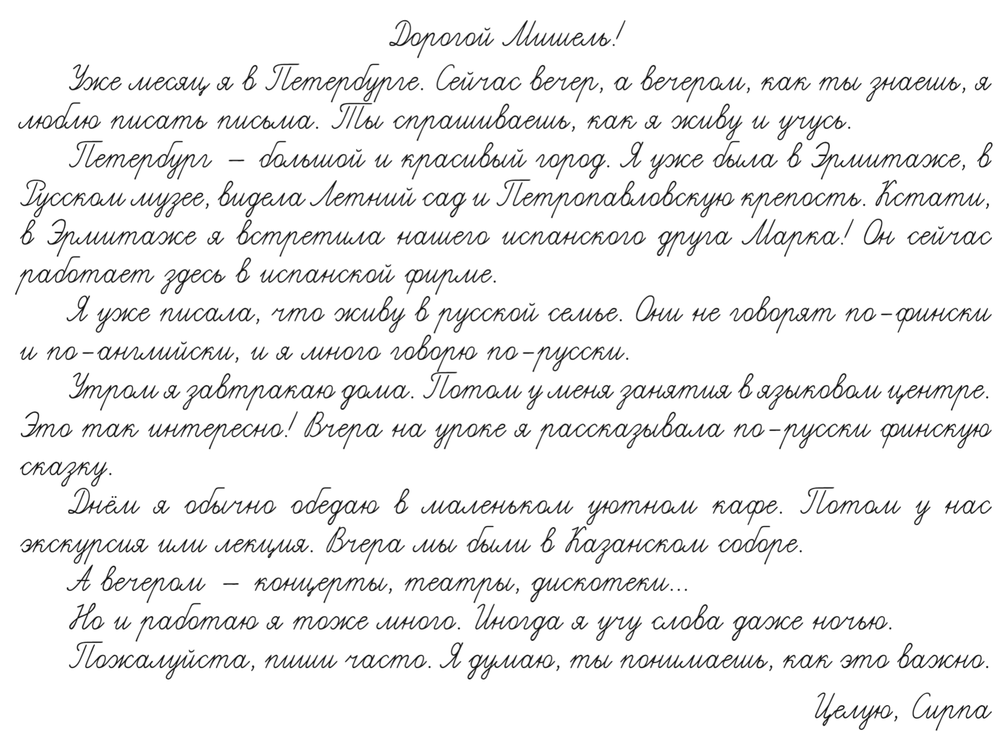 Дорогой Мишель!
Уже месяц я в Петербурге. Сейчас вечер, а вечером, как ты знаешь, я
люблю писать письма. Ты спрашиваешь, как я живу и учусь.
Петербург – большой и красивый город. Я уже была в Эрмитаже, в
Русском музее, видела Летний сад и Петропавловскую крепость. Кстати,
в Эрмитаже я встретила нашего испанского друга Марка! Он сейчас
работает здесь в испанской фирме.
Я уже писала, что живу в русской семье. Они не говорят по-фински
и по-английски, и я много говорю по-русски.
Утром я завтракаю дома. Потом у меня занятия в языковом центре.
Это так интересно! Вчера на уроке я рассказывала по-русски финскую
сказку.
Днём я обычно обедаю в маленьком уютном кафе. Потом у нас
экскурсия или лекция. Вчера мы были в Казанском соборе.
А вечером – концерты, театры, дискотеки...
Но и работаю я тоже много. Иногда я учу слова даже ночью.
Пожалуйста, пиши часто. Я думаю, ты понимаешь, как это важно.
Целую, Сирпа